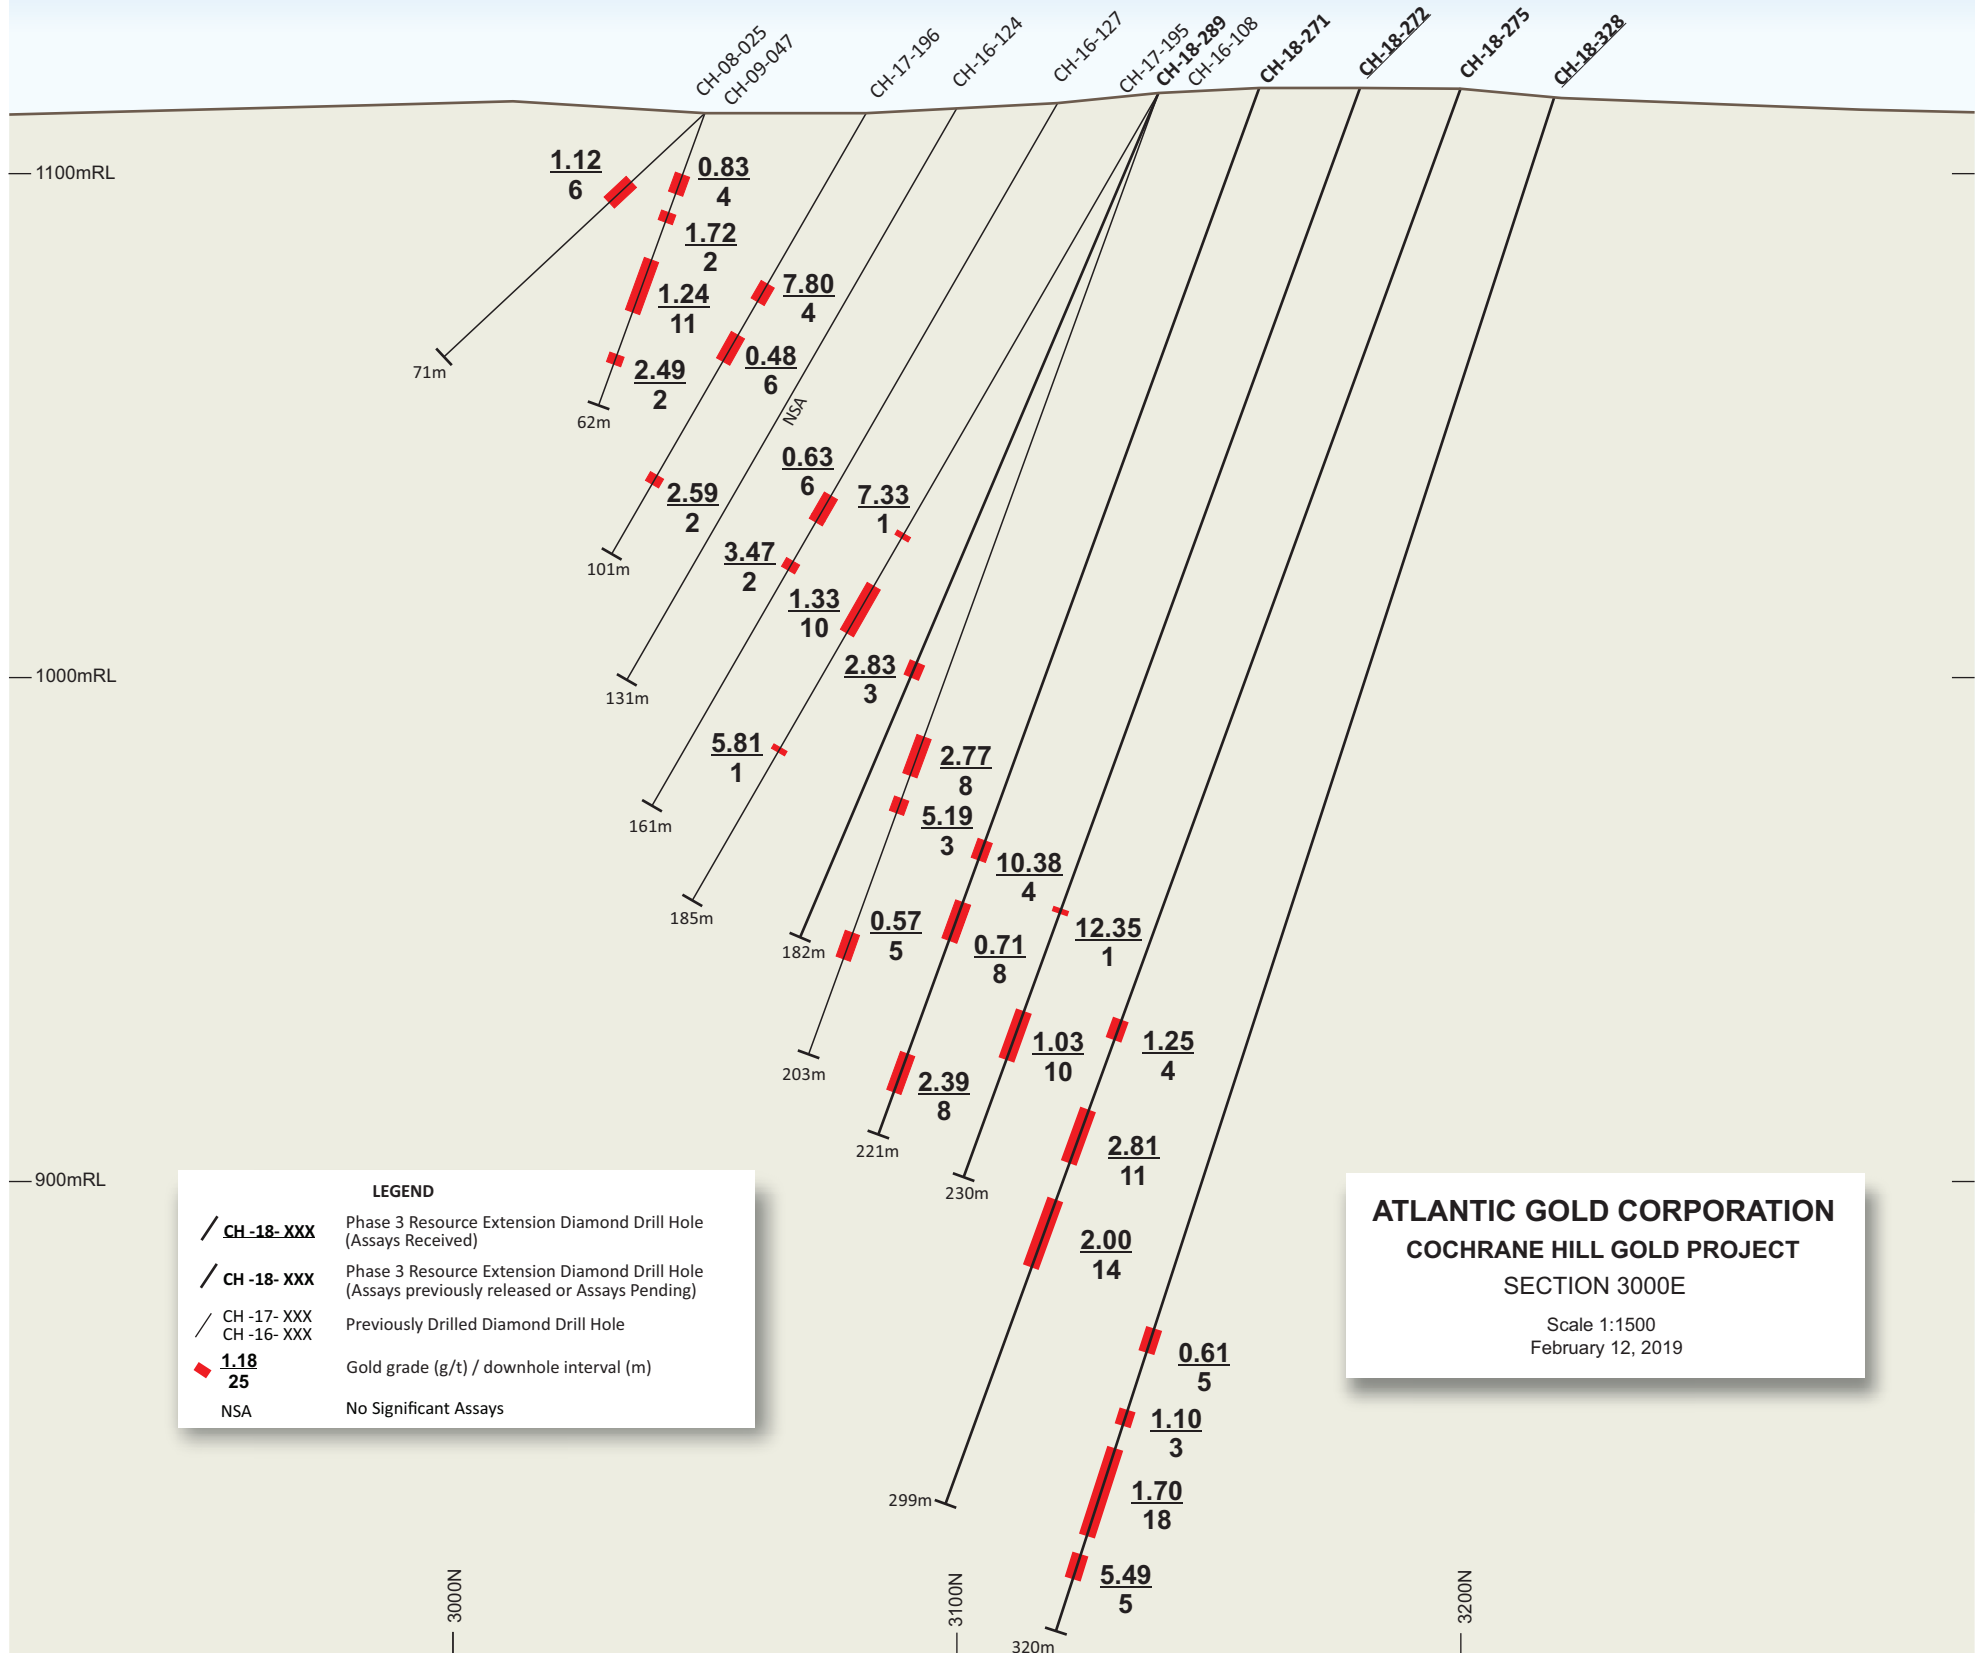 CH-08-025
CH-09-047
CH-17-196
CH-16-124
CH-16-127
CH-17-195
CH-18-289
CH-16-108
CH-18-271
CH-18-272
CH-18-275
CH-18-328
1100mRL
1.12
6
0.83
4
1.72
2
1.24
11
7.80
4
0.48
6
71m
2.49
2
62m
NSA
0.63
6
7.33
1
2.59
2
3.47
2
101m
1.33
10
1000mRL
2.83
3
131m
5.81
1
2.77
8
5.19
3
161m
10.38
4
185m
0.57
5
12.35
1
0.71
8
182m
1.03
10
1.25
4
203m
2.39
8
221m
2.81
11
900mRL
230m
2.00
14
0.61
5
1.10
3
299m
1.70
18
5.49
5
320m
LEGEND
CH -18- XXX Phase 3 Resource Extension Diamond Drill Hole
(Assays Received)
CH -18- XXX Phase 3 Resource Extension Diamond Drill Hole
(Assays previously released or Assays Pending)
CH -17- XXX
CH -16- XXX
Previously Drilled Diamond Drill Hole
1.18
25
Gold grade (g/t) / downhole interval (m)
NSA No Significant Assays
ATLANTIC GOLD CORPORATION
COCHRANE HILL GOLD PROJECT
SECTION 3000E
Scale 1:1500
February 12, 2019
3000N
3100N
3200N